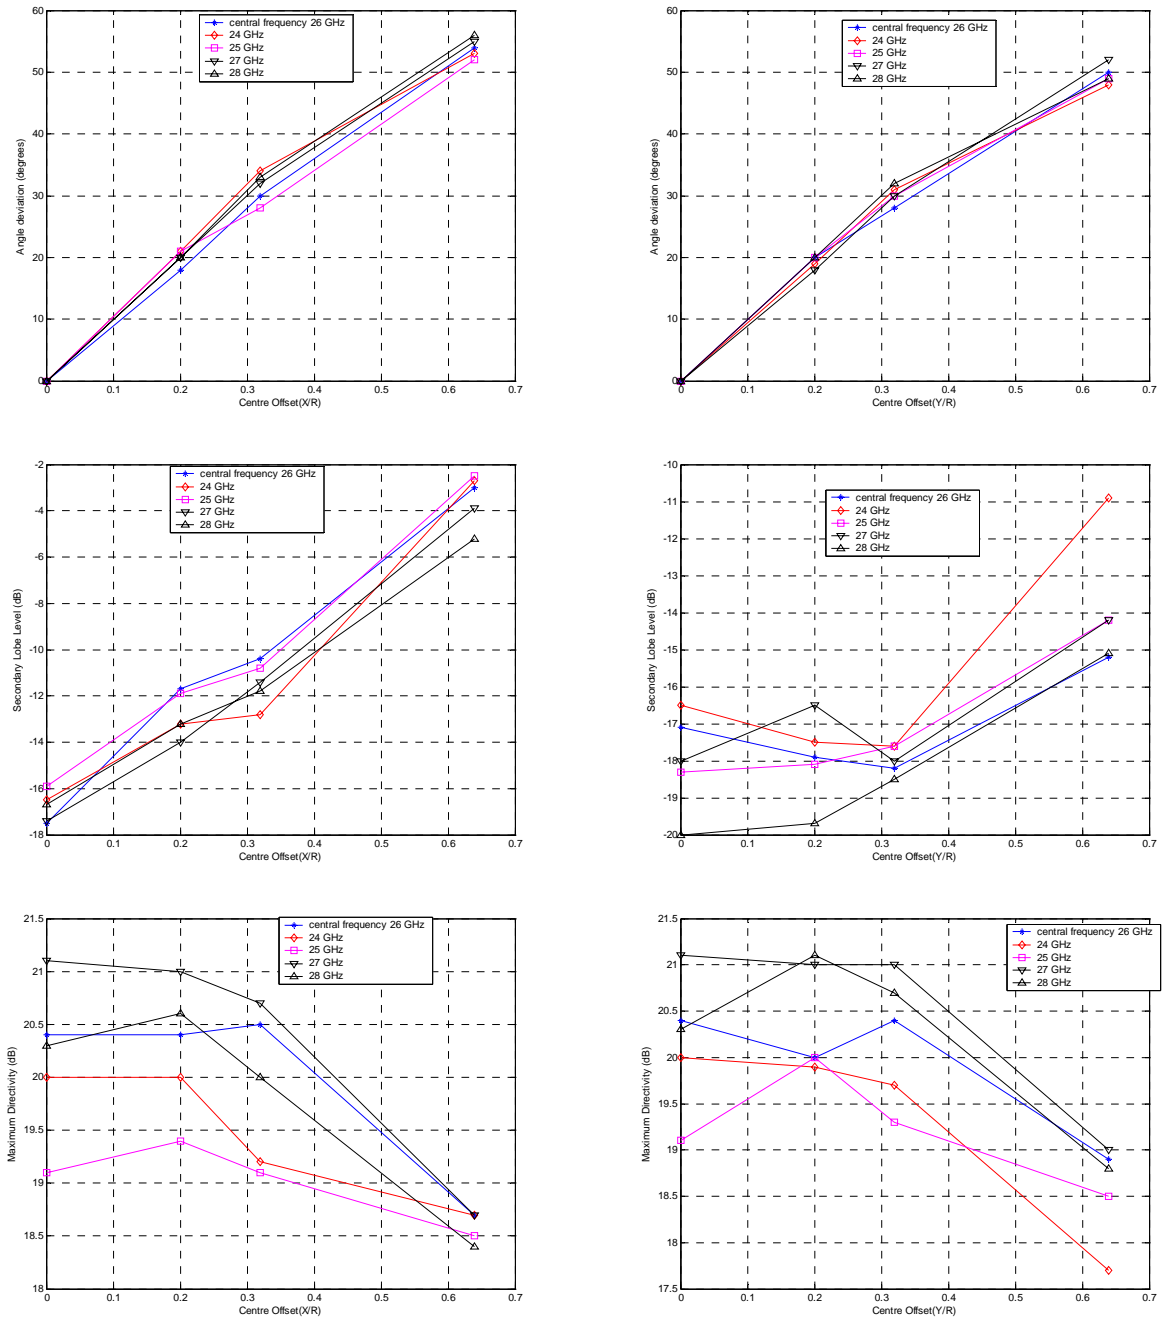 60
50
40
30
20
10
0
0
0.1
0.2
0.3
0.4
0.5
0.6
0.7
Angle deviation (degrees)
Centre Offset(X/R)
central frequency 26 GHz
24 GHz
25 GHz
27 GHz
28 GHz
60
50
40
30
20
10
0
0
0.1
0.2
0.3
0.4
0.5
0.6
0.7
Angle deviation (degrees)
Centre Offset(Y/R)
central frequency 26 GHz
24 GHz
25 GHz
27 GHz
28 GHz
-2
-4
-6
-8
-10
-12
-14
-16
-18
0
0.1
0.2
0.3
0.4
0.5
0.6
0.7
Secondary Lobe Level (dB)
Centre Offset(X/R)
central frequency 26 GHz
24 GHz
25 GHz
27 GHz
28 GHz
-10
-11
-12
-13
-14
-15
-16
-17
-18
-19
-20
0
0.1
0.2
0.3
0.4
0.5
0.6
0.7
Secondary Lobe Level (dB)
Centre Offset(Y/R)
central frequency 26 GHz
24 GHz
25 GHz
27 GHz
28 GHz
21.5
21
20.5
20
19.5
19
18.5
18
0
0.1
0.2
0.3
0.4
0.5
0.6
0.7
Maximum Directivity (dB)
Centre Offset(X/R)
central frequency 26 GHz
24 GHz
25 GHz
27 GHz
28 GHz
21.5
21
20.5
20
19.5
19
18.5
18
17.5
0
0.1
0.2
0.3
0.4
0.5
0.6
0.7
Maximum Directivity (dB)
Centre Offset(Y/R)
central frequency 26 GHz
24 GHz
25 GHz
27 GHz
28 GHz